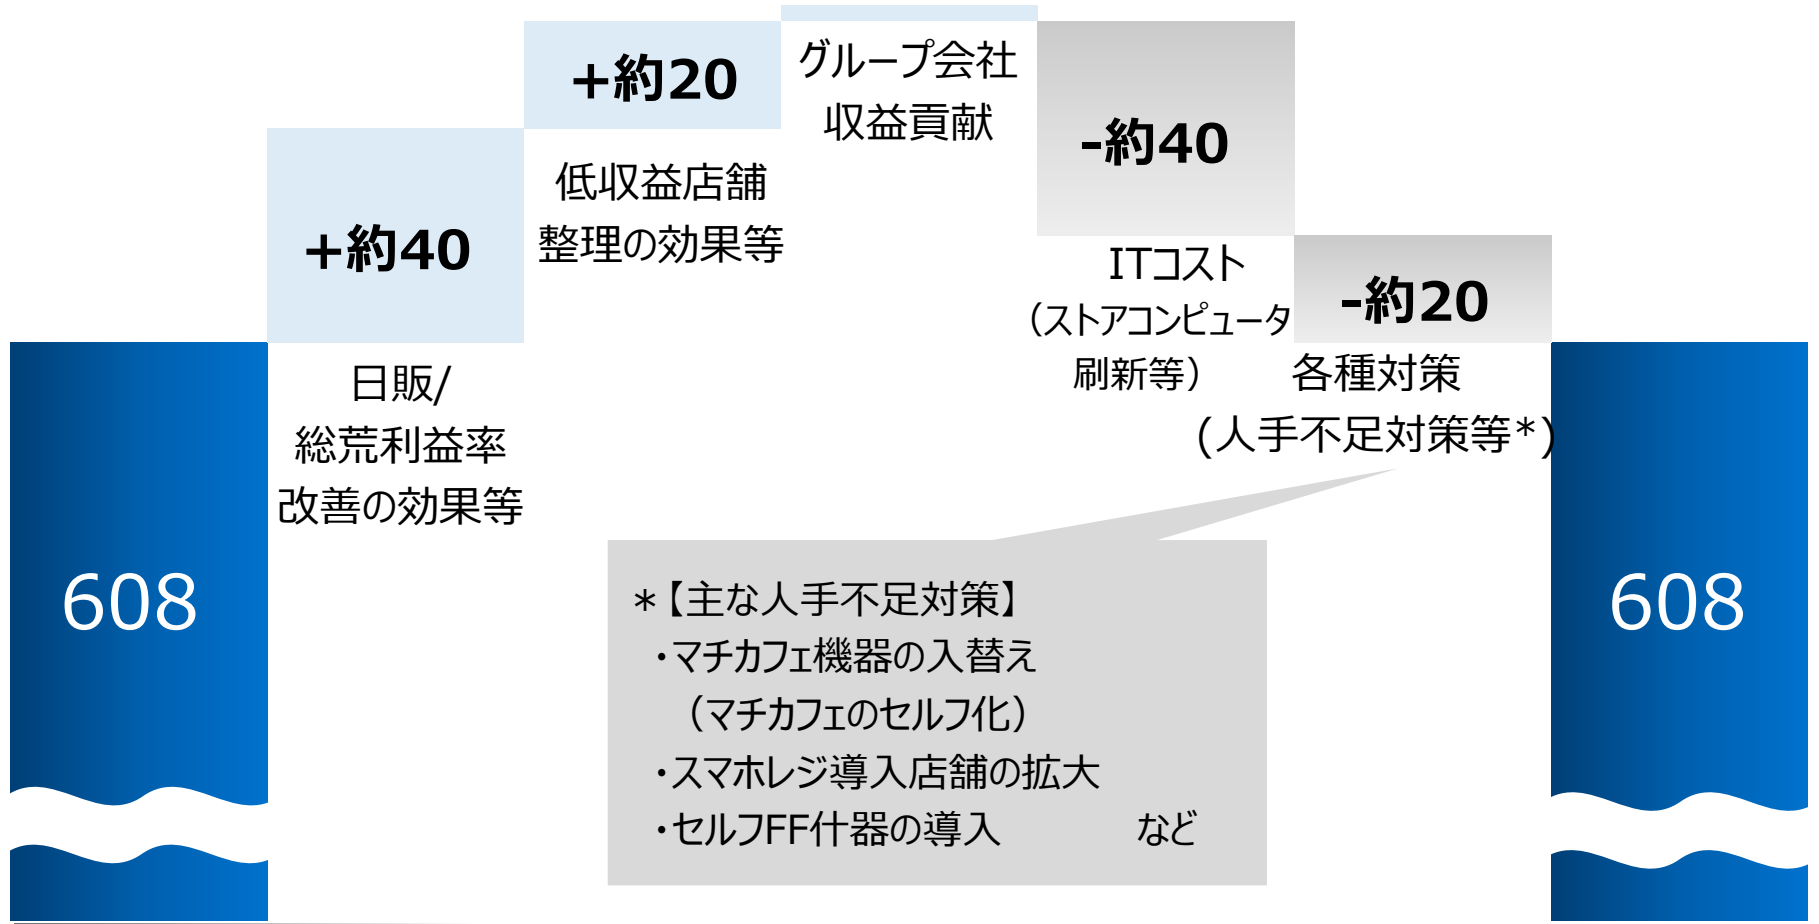 608
+約40
日販/
総荒利益率
改善の効果等
+約20
低収益店舗
整理の効果等
グループ会社
収益貢献
-約40
ITコスト
（ストアコンピュータ
刷新等）
-約20
各種対策
(人手不足対策等*)
608
*【主な人手不足対策】
・マチカフェ機器の入替え
（マチカフェのセルフ化）
・スマホレジ導入店舗の拡大
・セルフFF什器の導入　　　など